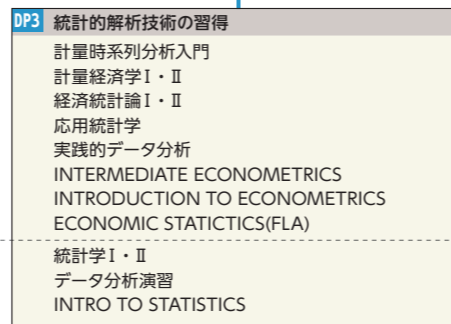 DP3 統計的解析技術の習得
計量時系列分析入門
計量経済学Ⅰ・Ⅱ
経済統計論Ⅰ・Ⅱ
応用統計学
実践的データ分析
INTERMEDIATE ECONOMETRICS
INTRODUCTION TO ECONOMETRICS
ECONOMIC STATICTICS(FLA)
統計学Ⅰ・Ⅱ
データ分析演習
INTRO TO STATISTICS